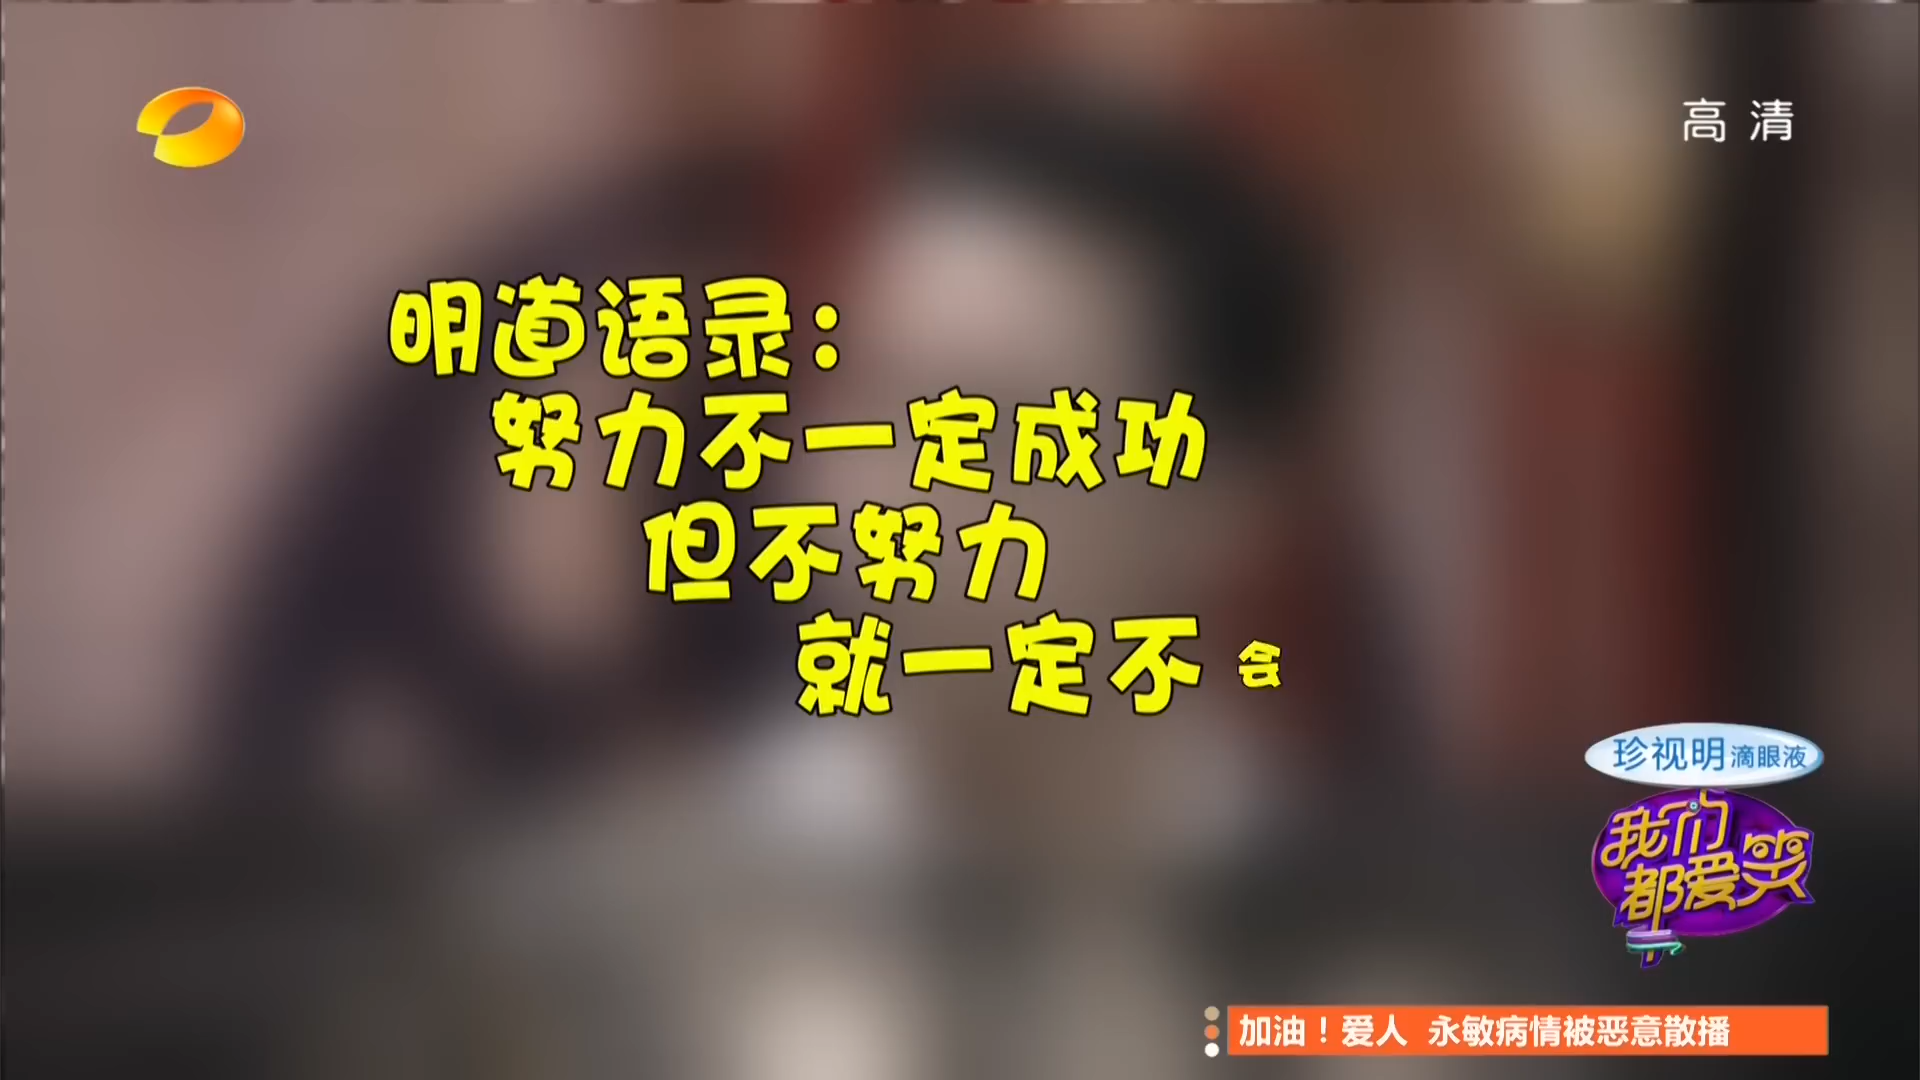 高清
明道语录：
努力不一定成功
但不努力
就一定不会
珍视明滴眼液
我们都爱笑
加油！爱人 永敏病情被恶意散播